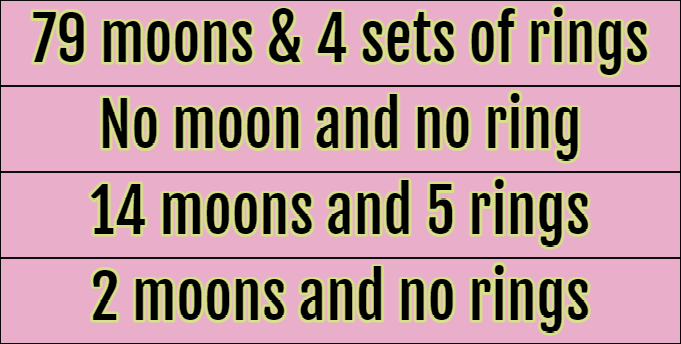 79 moons & 4 sets of rings
No moon and no ring
14 moons and 5 rings
2 moons and no rings